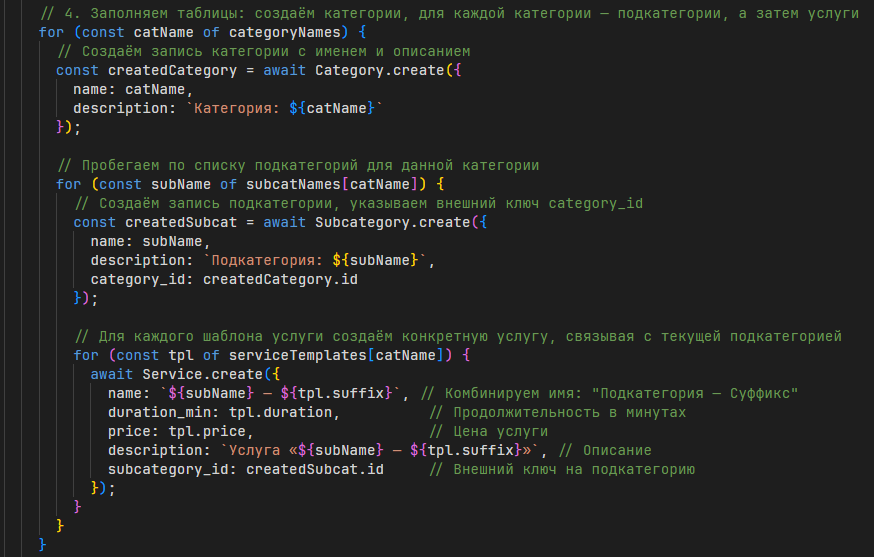 // 4. Заполняем таблицы: создаём категории, для каждой категории — подкатегории, а затем услуги
for (const catName of categoryNames) {
  // Создаём запись категории с именем и описанием
  const createdCategory = await Category.create({
    name: catName,
    description: `Категория: ${catName}`
  });

  // Пробегаем по списку подкатегорий для данной категории
  for (const subName of subcatNames[catName]) {
    // Создаём запись подкатегории, указываем внешний ключ category_id
    const createdSubcat = await Subcategory.create({
      name: subName,
      description: `Подкатегория: ${subName}`,
      category_id: createdCategory.id
    });

    // Для каждого шаблона услуги создаём конкретную услугу, связывая с текущей подкатегорией
    for (const tpl of serviceTemplates[catName]) {
      await Service.create({
        name: `${subName} — ${tpl.suffix}`, // Комбинируем имя: "Подкатегория — Суффикс"
        duration_min: tpl.duration,          // Продолжительность в минутах
        price: tpl.price,                    // Цена услуги
        description: `Услуга «${subName} — ${tpl.suffix}»`, // Описание
        subcategory_id: createdSubcat.id     // Внешний ключ на подкатегорию
      });
    }
  }
}